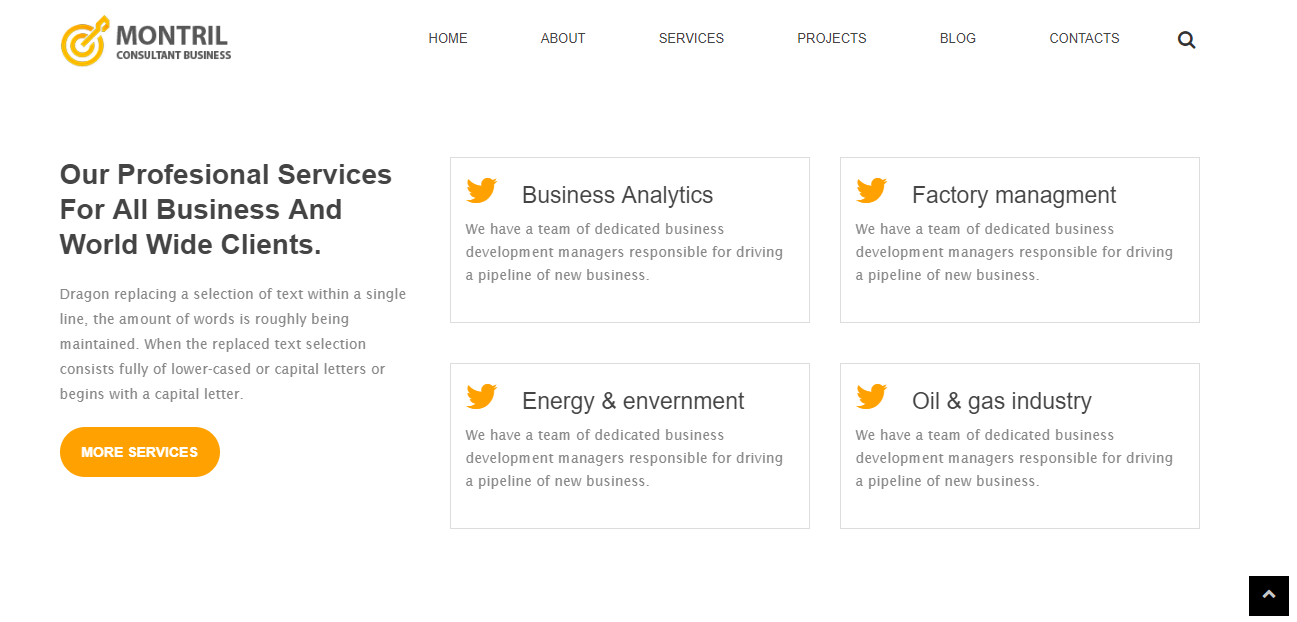 MONTRIL
CONSULTANT BUSINESS
HOME ABOUT SERVICES PROJECTS BLOG CONTACTS
Our Profesional Services
For All Business And
World Wide Clients.
Dragon replacing a selection of text within a single
line, the amount of words is roughly being
maintained. When the replaced text selection
consists fully of lower-cased or capital letters or
begins with a capital letter.
MORE SERVICES
Business Analytics
We have a team of dedicated business
development managers responsible for driving
a pipeline of new business.
Factory managment
We have a team of dedicated business
development managers responsible for driving
a pipeline of new business.
Energy & envernment
We have a team of dedicated business
development managers responsible for driving
a pipeline of new business.
Oil & gas industry
We have a team of dedicated business
development managers responsible for driving
a pipeline of new business.